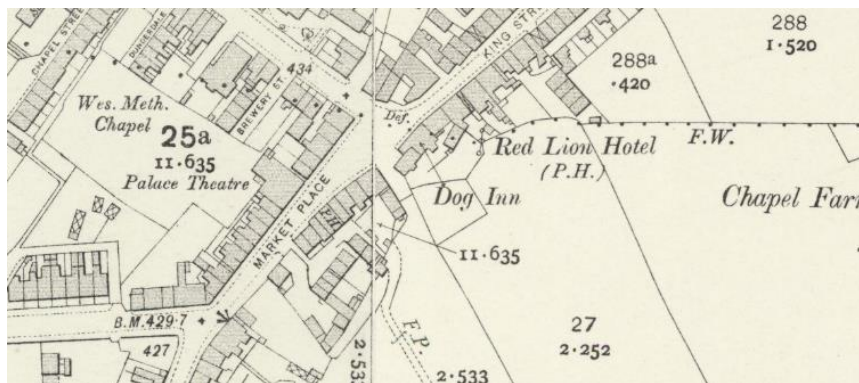 CHAPEL STREET
DUNGERDALE
434
BREWERY ST.
KING STR
288
1·520
288a
·420
Def.
Wes. Meth.
Chapel
25a
11·635
Palace Theatre
Red Lion Hotel
(P.H.)
F.W.
Dog Inn
Chapel Far
MARKET PLACE
P.H.
11·635
B.M.429·7
427
F.P.
27
2·252
2·533
2·533